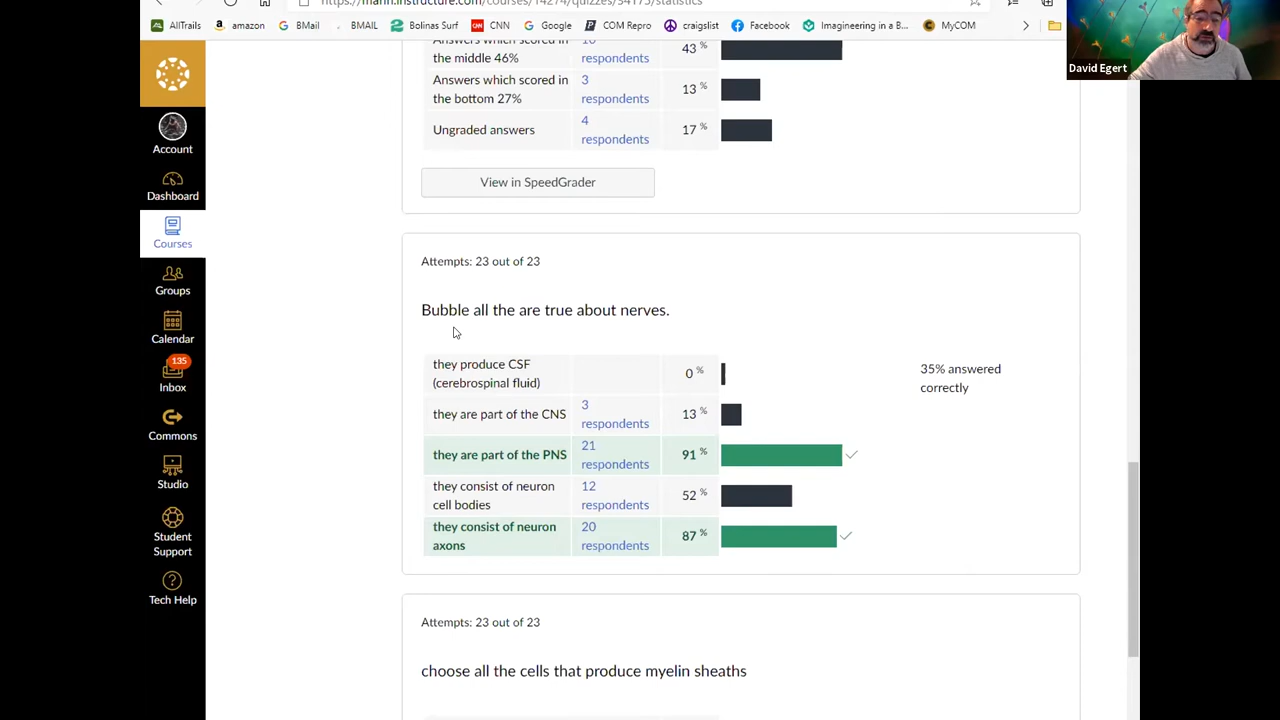 AllTrails amazon BMail BMAIL Bolinas Surf CNN Google COM Repro craigslist Facebook Imagineering in a B... MyCOM
David Egert
Account
Dashboard
Courses
Groups
Calendar
135
Inbox
Commons
Studio
Student
Support
Tech Help
Answers which scored in
the middle 46%
respondents
43 %
Answers which scored in
the bottom 27%
3
respondents
13 %
Ungraded answers
4
respondents
17 %
View in SpeedGrader
Attempts: 23 out of 23
Bubble all the are true about nerves.
they produce CSF
(cerebrospinal fluid)
0 %
35% answered
correctly
they are part of the CNS
3
respondents
13 %
they are part of the PNS
21
respondents
91 %
they consist of neuron
cell bodies
12
respondents
52 %
they consist of neuron
axons
20
respondents
87 %
Attempts: 23 out of 23
choose all the cells that produce myelin sheaths